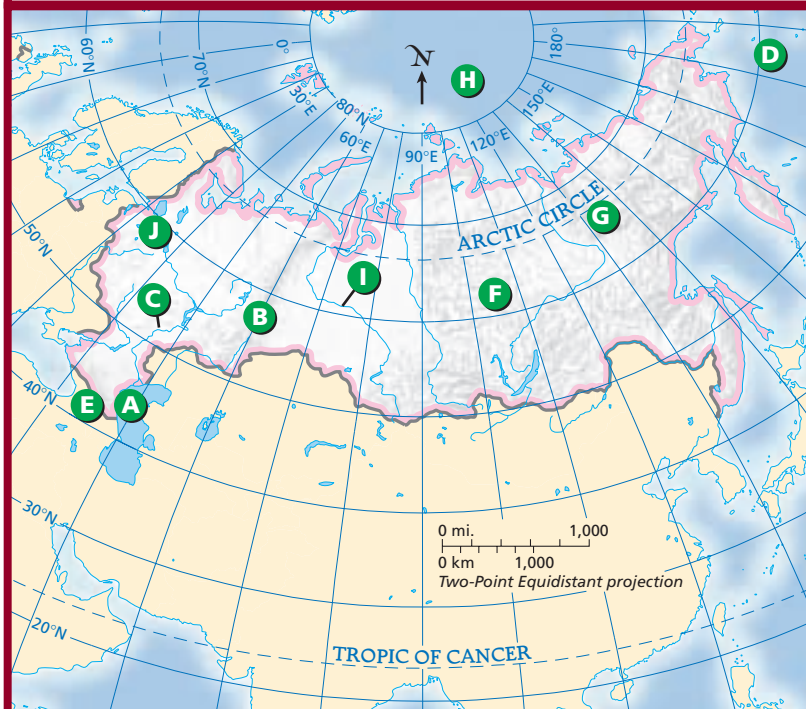 60°N
70°N
0°
30°E
80°N
60°E
90°E
120°E
150°E
180°
N
H
D
50°N
J
ARCTIC CIRCLE
G
C
I
F
B
40°N
E
A
30°N
0 mi. 1,000
0 km 1,000
Two-Point Equidistant projection
20°N
TROPIC OF CANCER